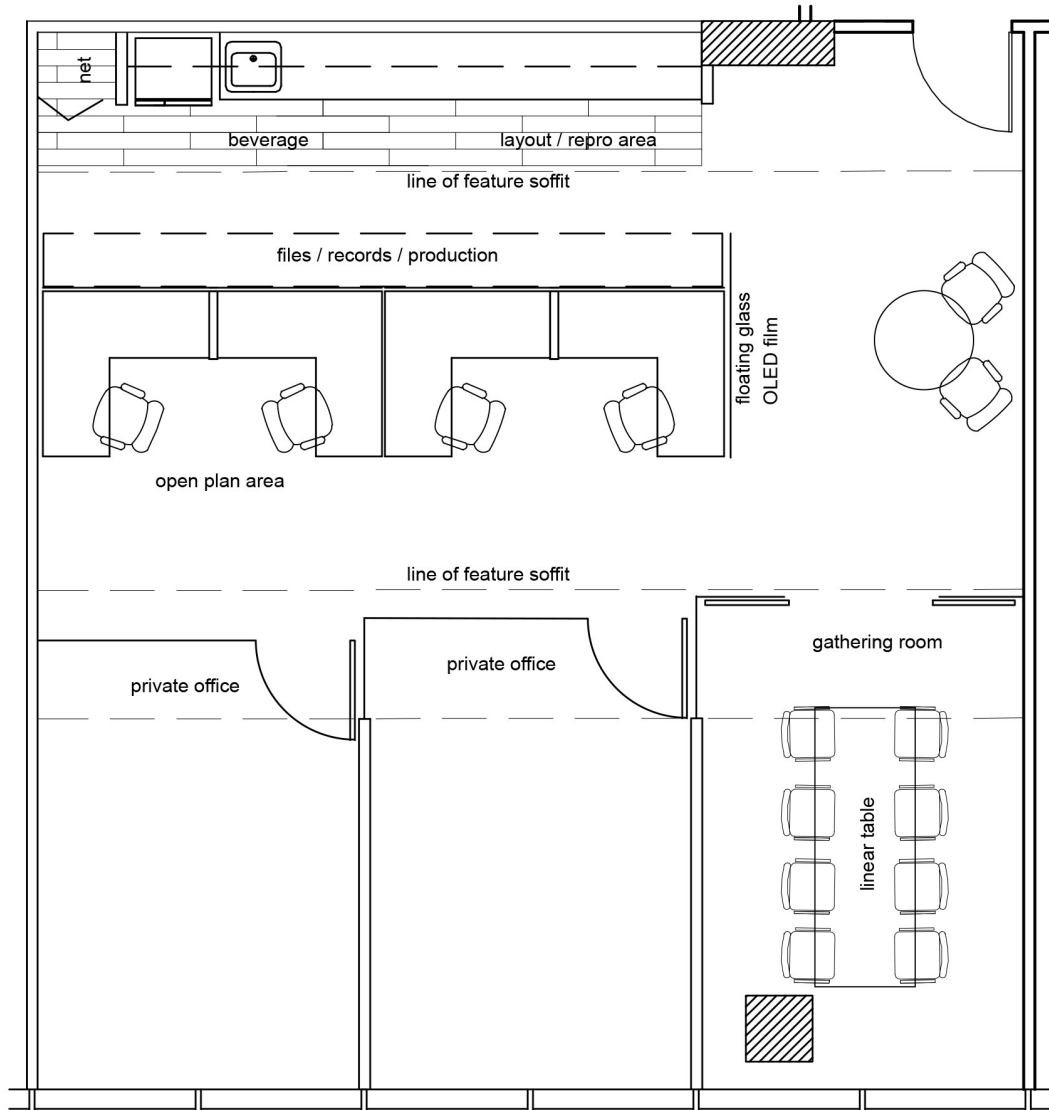 net
beverage
layout / repro area
line of feature soffit
files / records / production
floating glass
OLED film
open plan area
line of feature soffit
private office
private office
gathering room
linear table